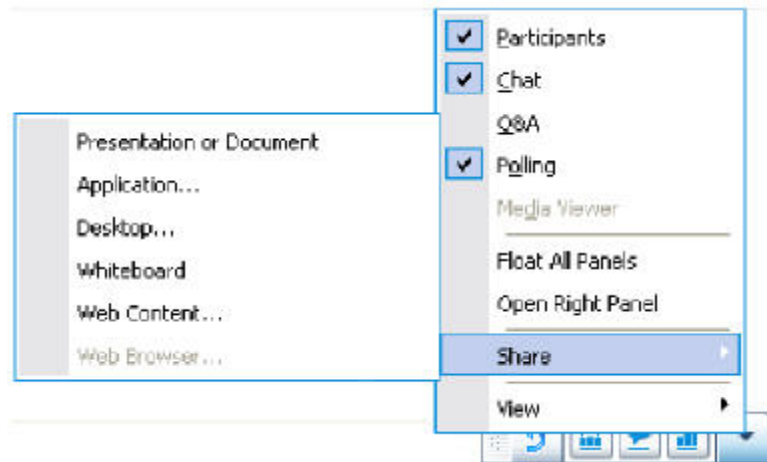 Participants
Chat
Q&A
Polling
Media Viewer
Float All Panels
Open Right Panel
Share
View
Presentation or Document
Application...
Desktop...
Whiteboard
Web Content...
Web Browser...